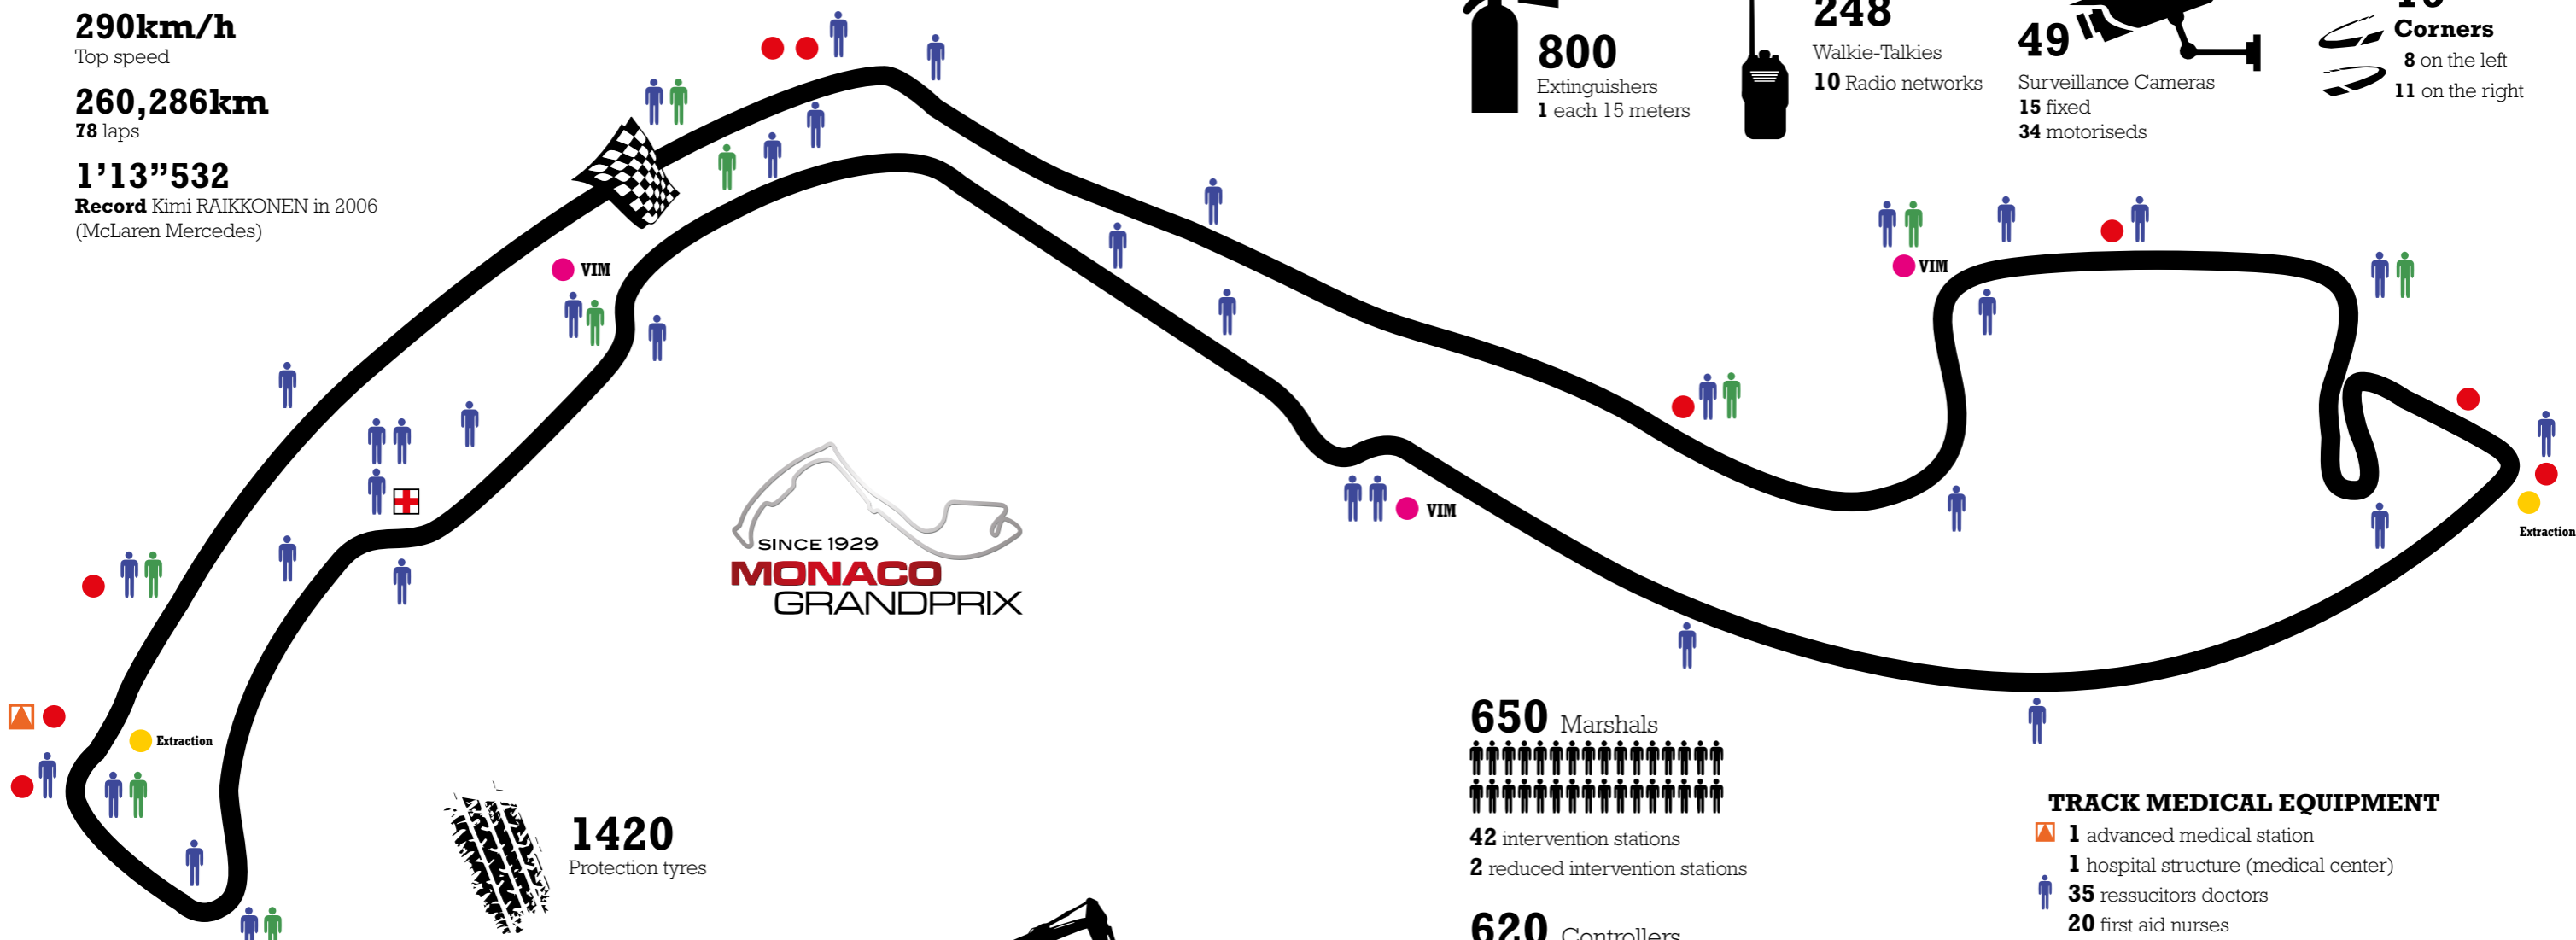 290km/h
Top speed
260,286km
78 laps
1’13”532
Record Kimi RAIKKONEN in 2006
(McLaren Mercedes)
800
Extinguishers
1 each 15 meters
248
Walkie-Talkies
10 Radio networks
49
Surveillance Cameras
15 fixed
34 motoriseds
Corners
8 on the left
11 on the right
VIM
VIM
VIM
Extraction
Extraction
SINCE 1929
MONACO
GRANDPRIX
1420
Protection tyres
650 Marshals
42 intervention stations
2 reduced intervention stations
620 Controllers
TRACK MEDICAL EQUIPMENT
1 advanced medical station
1 hospital structure (medical center)
35 ressucitors doctors
20 first aid nurses